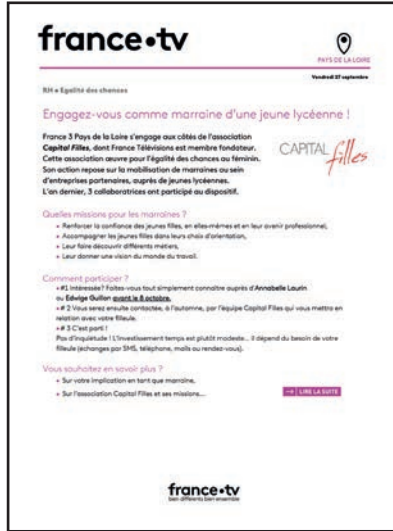 france•tv
PAYS DE LA LOIRE
Vendredi 27 septembre
RH • Egalité des chances
Engagez-vous comme marraine d'une jeune lycéenne !
France 3 Pays de la Loire s'engage aux côtés de l'association
Capital Filles, dont France Télévisions est membre fondateur.
Cette association œuvre pour l'égalité des chances au féminin.
Son action repose sur la mobilisation de marraines au sein
d'entreprises partenaires, auprès de jeunes lycéennes.
L'an dernier, 3 collaboratrices ont participé au dispositif.
CAPITAL filles
Quelles missions pour les marraines ?
• Renforcer la confiance des jeunes filles, en elles-mêmes et en leur avenir professionnel,
• Accompagner les jeunes filles dans leurs choix d'orientation,
• Leur faire découvrir différents métiers,
• Leur donner une vision du monde du travail.
Comment participer ?
•#1 Intéressée? Faites-vous tout simplement connaître auprès d'Annabelle Laurin
ou Edwige Guillon avant le 8 octobre.
•# 2 Vous serez ensuite contactée, à l'automne, par l'équipe Capital Filles qui vous mettra en
relation avec votre filleule.
•# 3 C'est parti !
Pas d'inquiétude ! L'investissement temps est plutôt modeste... il dépend du besoin de votre
filleule (échanges par SMS, téléphone, mails ou rendez-vous).
Vous souhaitez en savoir plus ?
• Sur votre implication en tant que marraine,
• Sur l'association Capital Filles et ses missions...
→ LIRE LA SUITE
france•tv
bien différents bien ensemble